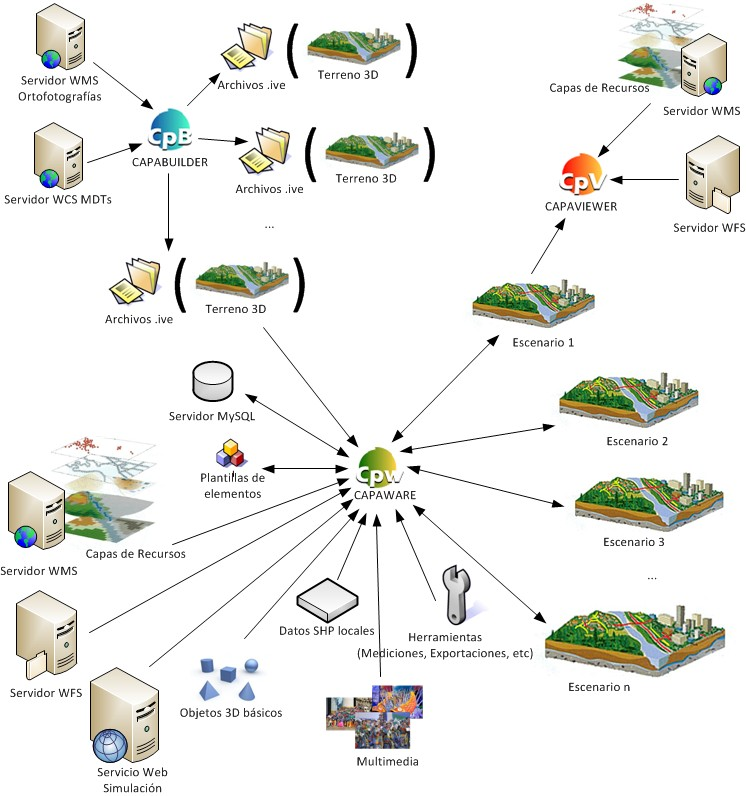 Servidor WMS
Ortofotografías
Servidor WCS MDTs
CpB
CAPABUILDER
Archivos .ive
( Terreno 3D )
Archivos .ive
( Terreno 3D )
...
Archivos .ive
( Terreno 3D )
Capas de Recursos
Servidor WMS
CpV
CAPAVIEWER
Servidor WFS
Escenario 1
Escenario 2
Escenario 3
...
Escenario n
Servidor MySQL
Plantillas de
elementos
Cpw
CAPAWARE
Capas de Recursos
Servidor WMS
Servidor WFS
Servicio Web
Simulación
Objetos 3D básicos
Datos SHP locales
Multimedia
Herramientas
(Mediciones, Exportaciones, etc)